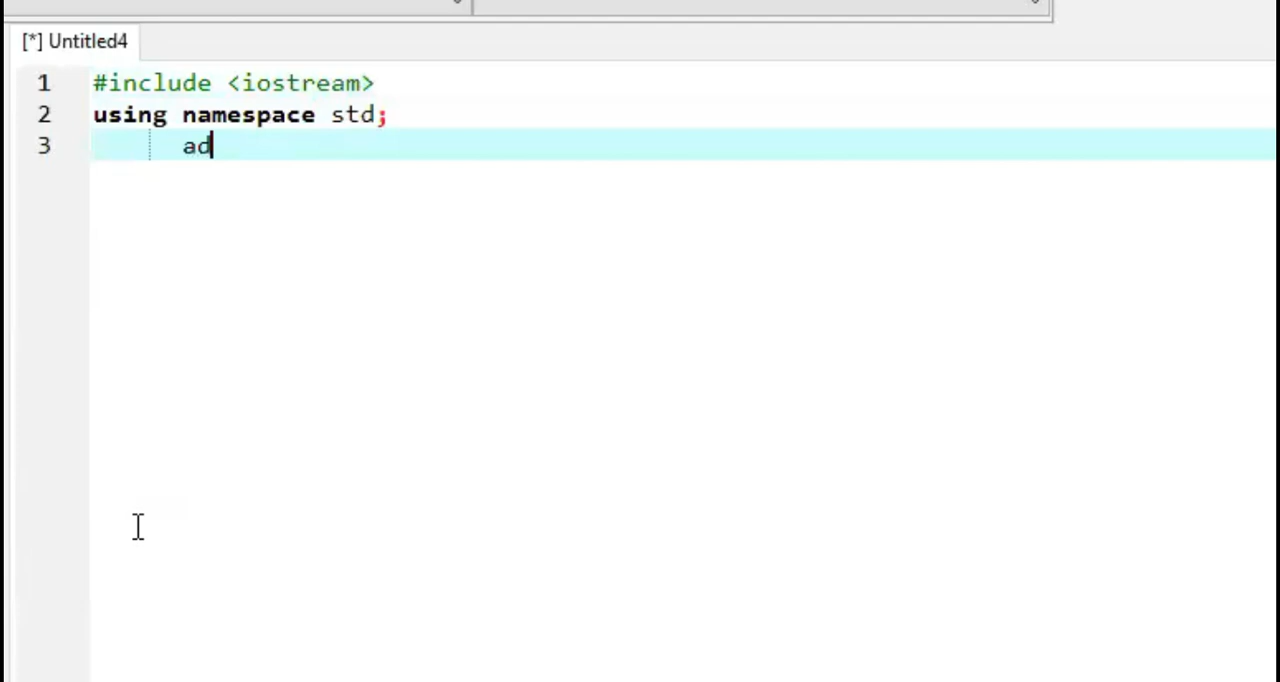 [*] Untitled4
1 #include <iostream>
2 using namespace std;
3 ad